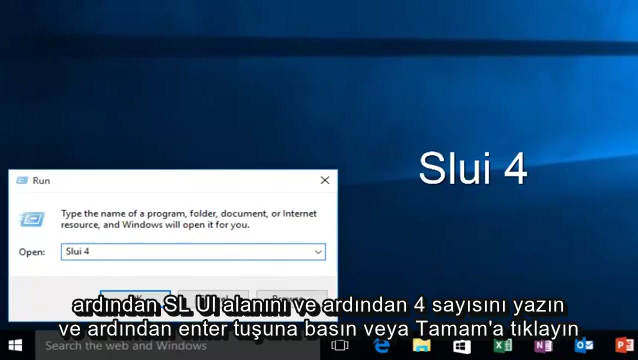 Slui 4
Run
Type the name of a program, folder, document, or Internet
resource, and Windows will open it for you.
Open: Slui 4
ardından SL UI alanını ve ardından 4 sayısını yazın
ve ardından enter tuşuna basın veya Tamam'a tıklayın
Search the web and Windows